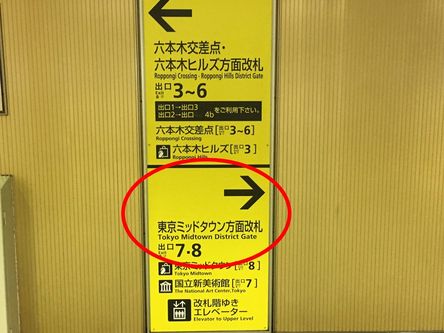 六本木交差点・
六本木ヒルズ方面改札
Roppongi Crossing・Roppongi Hills District Gate
出口 3~6
Exit
出口1→出口3
出口2→出口 4b をご利用下さい。
六本木交差点[出口3~6]
Roppongi Crossing
六本木ヒルズ[出口3]
Roppongi Hills
東京ミッドタウン方面改札
Tokyo Midtown District Gate
出口 7・8
Exit
東京ミッドタウン[出口8]
Tokyo Midtown
国立新美術館[出口7]
The National Art Center,Tokyo
改札階ゆき
エレベーター
Elevator to Upper Level